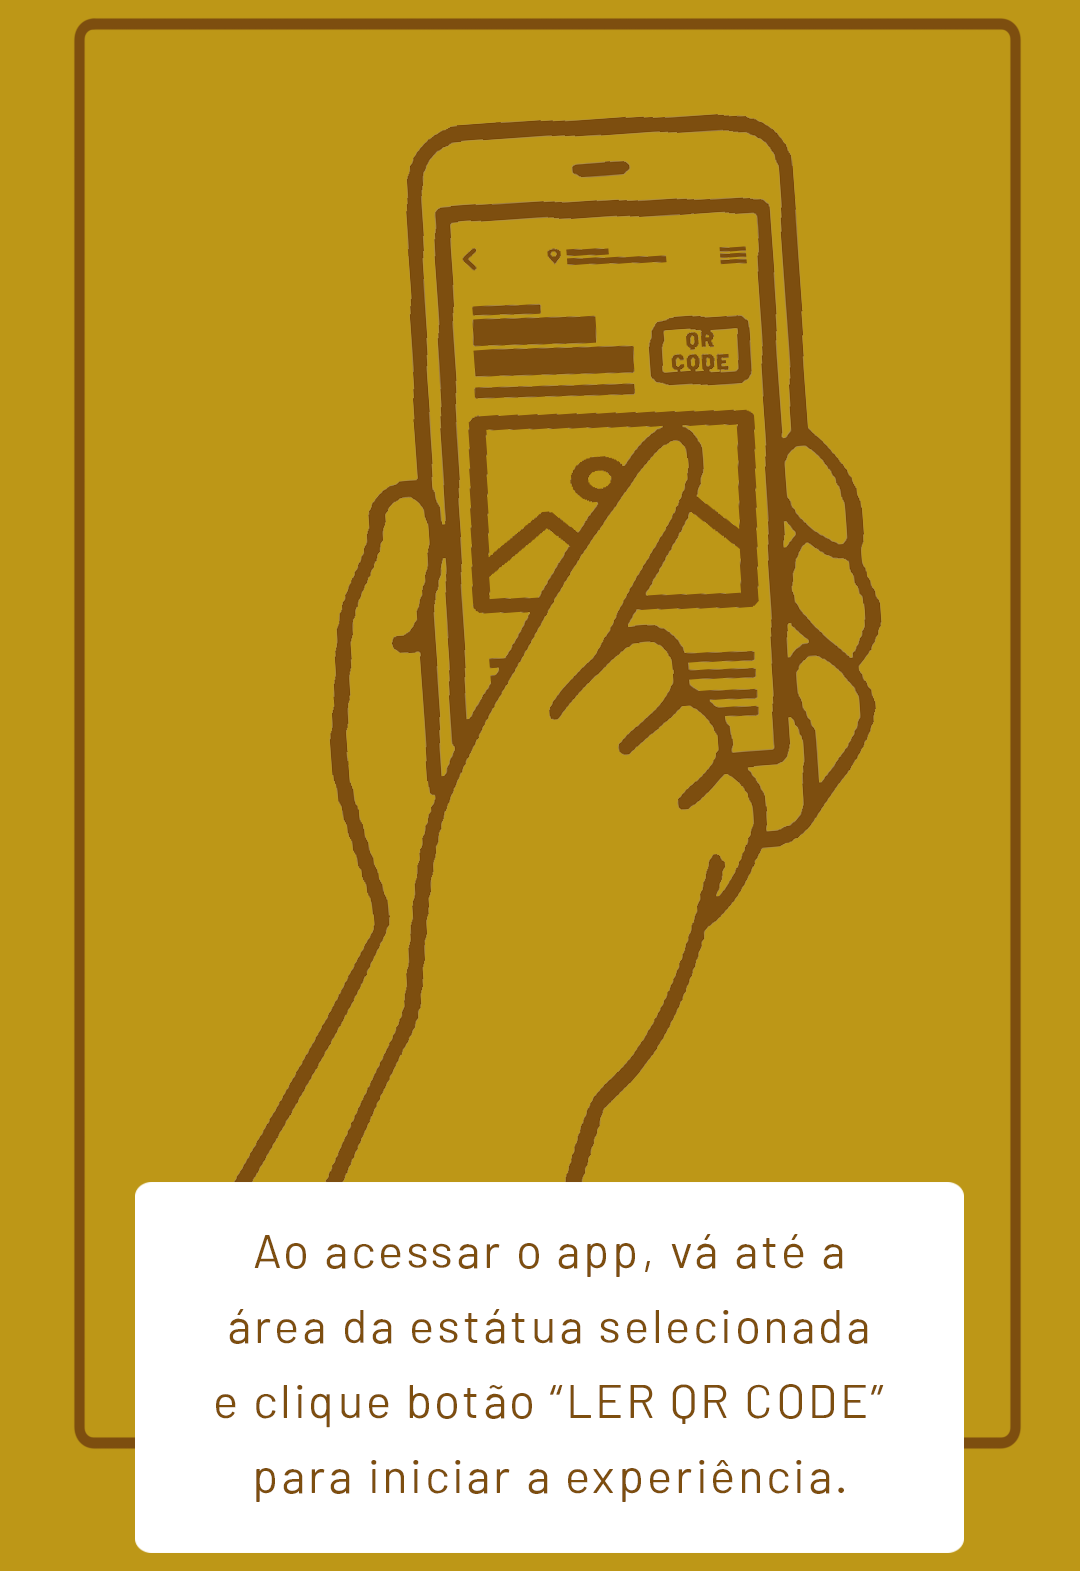 QR
CODE
Ao acessar o app, vá até a
área da estátua selecionada
e clique botão “LER QR CODE”
para iniciar a experiência.